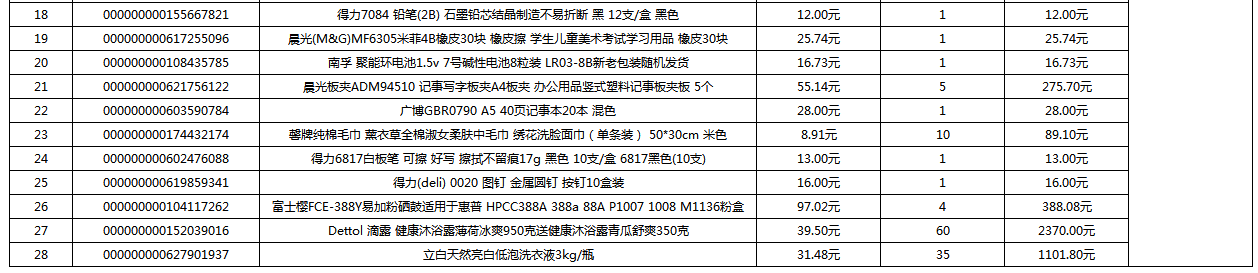 18 000000000155667821 得力7084 铅笔(2B) 石墨铅芯结晶制造不易折断 黑 12支/盒 黑色 12.00元 1 12.00元
19 000000000617255096 晨光(M&G)MF6305米菲4B橡皮30块 橡皮擦 学生儿童美术考试学习用品 橡皮30块 25.74元 1 25.74元
20 000000000108435785 南孚 聚能环电池1.5v 7号碱性电池8粒装 LR03-8B新老包装随机发货 16.73元 1 16.73元
21 000000000621756122 晨光板夹ADM94510 记事写字板夹A4板夹 办公用品竖式塑料记事板夹板 5个 55.14元 5 275.70元
22 000000000603590784 广博GBR0790 A5 40页记事本20本 混色 28.00元 1 28.00元
23 000000000174432174 馨牌纯棉毛巾 薰衣草全棉淑女柔肤中毛巾 绣花洗脸面巾（单条装） 50*30cm 米色 8.91元 10 89.10元
24 000000000602476088 得力6817白板笔 可擦 好写 擦拭不留痕17g 黑色 10支/盒 6817黑色(10支) 13.00元 1 13.00元
25 000000000619859341 得力(deli) 0020 图钉 金属圆钉 按钉10盒装 16.00元 1 16.00元
26 000000000104117262 富士樱FCE-388Y易加粉硒鼓适用于惠普 HPCC388A 388a 88A P1007 1008 M1136粉盒 97.02元 4 388.08元
27 000000000152039016 Dettol 滴露 健康沐浴露薄荷冰爽950克送健康沐浴露青瓜舒爽350克 39.50元 60 2370.00元
28 000000000627901937 立白天然亮白低泡洗衣液3kg/瓶 31.48元 35 1101.80元